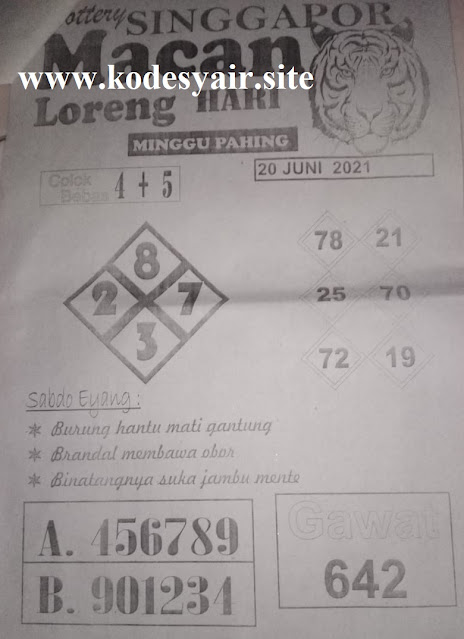 ottery SINGGAPOR
Macan
www.kodesyair.site
Loreng HARI
MINGGU PAHING
20 JUNI 2021
Colok Bebas 4 + 5
8
2 7
3
78 21
25 70
72 19
Sabdo Eyang :
* Burung hantu mati gantung
* Brandal membawa obor
* Binatangnya suka jambu mente
A. 456789
B. 901234
Gawat
642